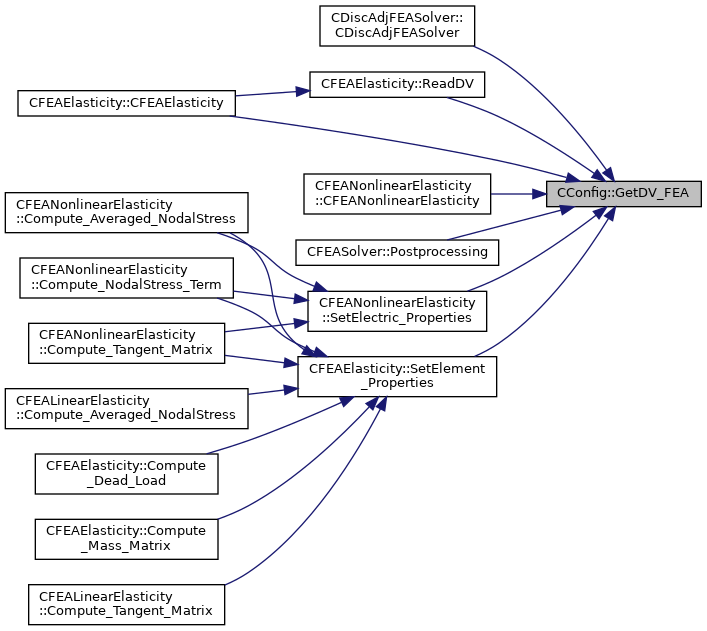 CDiscAdjFEASolver::
CDiscAdjFEASolver
CFEAElasticity::ReadDV
CFEAElasticity::CFEAElasticity
CFEANonlinearElasticity
::CFEANonlinearElasticity
CConfig::GetDV_FEA
CFEANonlinearElasticity
::Compute_Averaged_NodalStress
CFEASolver::Postprocessing
CFEANonlinearElasticity
::Compute_NodalStress_Term
CFEANonlinearElasticity
::SetElectric_Properties
CFEANonlinearElasticity
::Compute_Tangent_Matrix
CFEAElasticity::SetElement
_Properties
CFEALinearElasticity
::Compute_Averaged_NodalStress
CFEAElasticity::Compute
_Dead_Load
CFEAElasticity::Compute
_Mass_Matrix
CFEALinearElasticity
::Compute_Tangent_Matrix